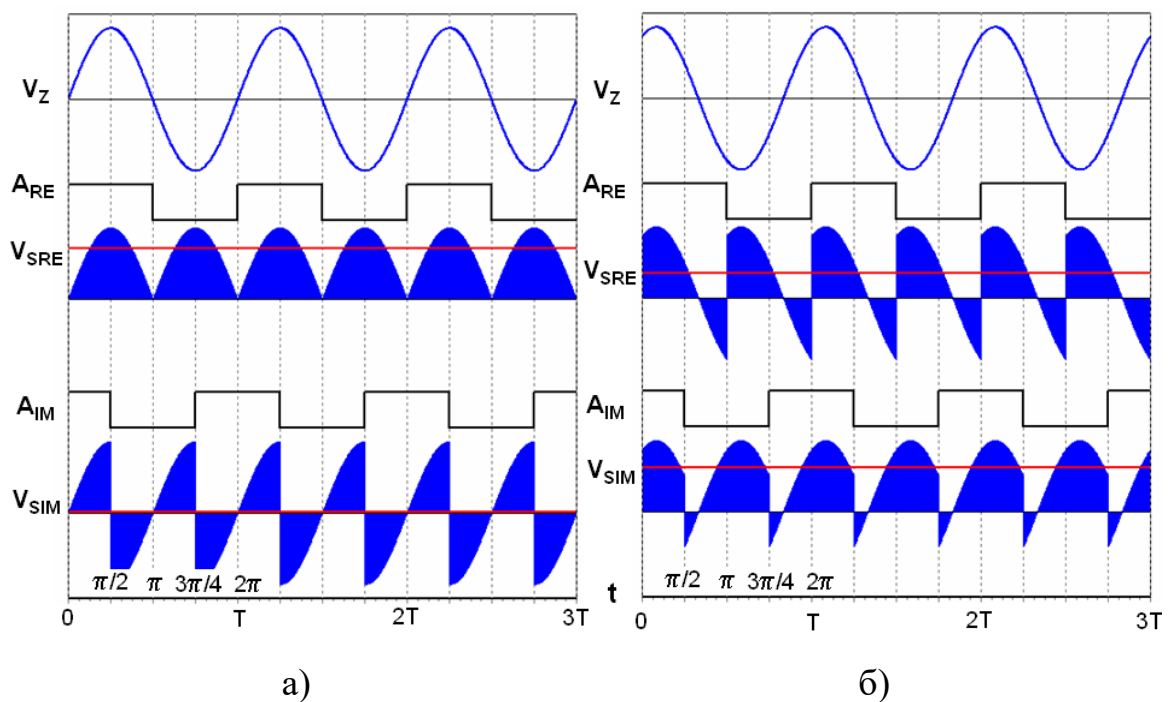 V_Z
A_RE
V_SRE
A_IM
V_SIM
π/2 π 3π/4 2π
0 T 2T 3T
а)
V_Z
A_RE
V_SRE
A_IM
V_SIM
π/2 π 3π/4 2π
t
0 T 2T 3T
б)